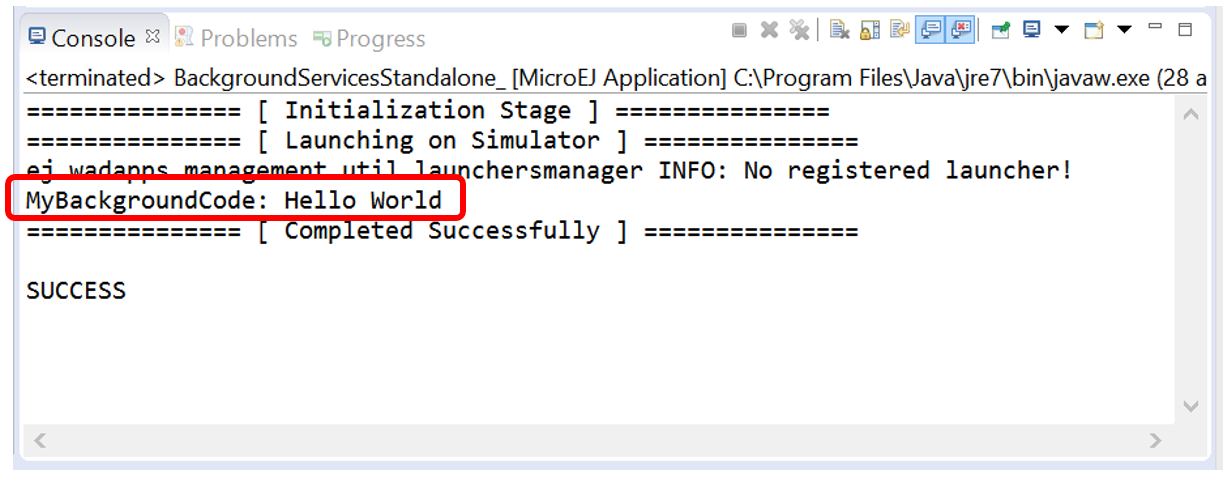 Console Problems Progress
<terminated> BackgroundServicesStandalone_ [MicroEJ Application] C:\Program Files\Java\jre7\bin\javaw.exe (28 a
=============== [ Initialization Stage ] ===============
=============== [ Launching on Simulator ] ===============
ej.wadapps.management.util.launchersmanager INFO: No registered launcher!
MyBackgroundCode: Hello World
=============== [ Completed Successfully ] ===============
SUCCESS